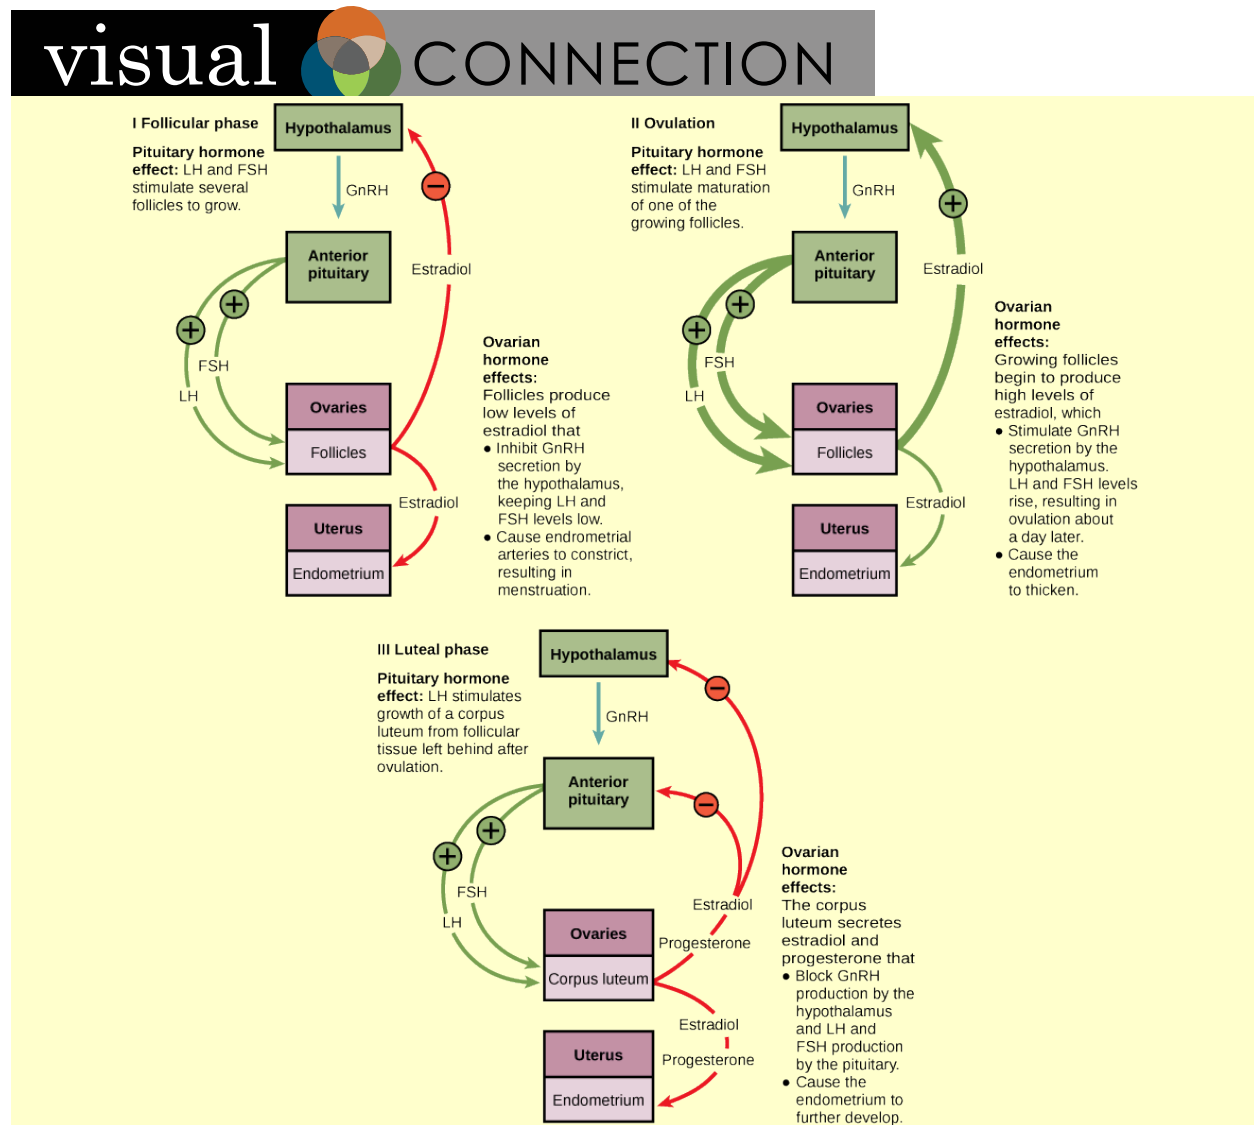 visual CONNECTION
I Follicular phase
Pituitary hormone
effect: LH and FSH
stimulate several
follicles to grow.
Hypothalamus
GnRH
Anterior
pituitary
Estradiol
FSH
LH
Ovaries
Follicles
Estradiol
Uterus
Endometrium
Ovarian
hormone
effects:
Follicles produce
low levels of
estradiol that
● Inhibit GnRH
secretion by
the hypothalamus,
keeping LH and
FSH levels low.
● Cause endrometrial
arteries to constrict,
resulting in
menstruation.
II Ovulation
Pituitary hormone
effect: LH and FSH
stimulate maturation
of one of the
growing follicles.
Hypothalamus
GnRH
Anterior
pituitary
Estradiol
FSH
LH
Ovaries
Follicles
Estradiol
Uterus
Endometrium
Ovarian
hormone
effects:
Growing follicles
begin to produce
high levels of
estradiol, which
● Stimulate GnRH
secretion by the
hypothalamus.
LH and FSH levels
rise, resulting in
ovulation about
a day later.
● Cause the
endometrium
to thicken.
III Luteal phase
Pituitary hormone
effect: LH stimulates
growth of a corpus
luteum from follicular
tissue left behind after
ovulation.
Hypothalamus
GnRH
Anterior
pituitary
FSH
LH
Estradiol
Progesterone
Ovaries
Corpus luteum
Estradiol
Progesterone
Uterus
Endometrium
Ovarian
hormone
effects:
The corpus
luteum secretes
estradiol and
progesterone that
● Block GnRH
production by the
hypothalamus
and LH and
FSH production
by the pituitary.
● Cause the
endometrium to
further develop.